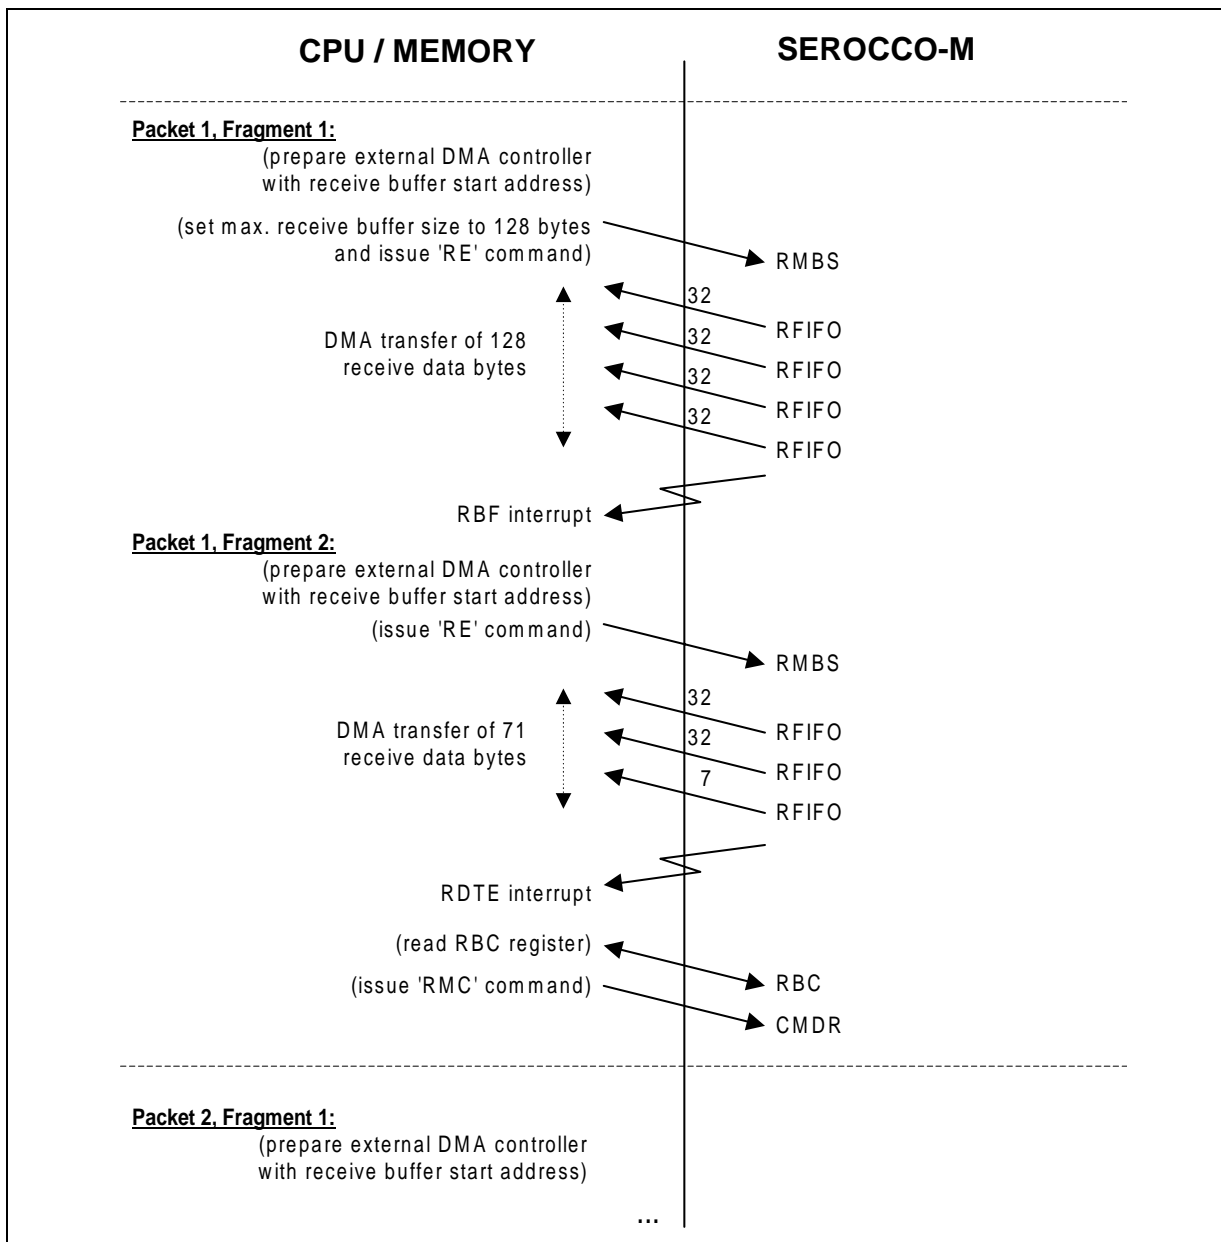 CPU / MEMORY
SEROCCO-M
Packet 1, Fragment 1:
(prepare external DMA controller
with receive buffer start address)
(set max. receive buffer size to 128 bytes
and issue 'RE' command)
RMBS
32
RFIFO
DMA transfer of 128
receive data bytes
32
RFIFO
32
RFIFO
32
RFIFO
RBF interrupt
Packet 1, Fragment 2:
(prepare external DMA controller
with receive buffer start address)
(issue 'RE' command)
RMBS
32
RFIFO
DMA transfer of 71
receive data bytes
32
RFIFO
7
RFIFO
RDTE interrupt
(read RBC register)
RBC
(issue 'RMC' command)
CMDR
Packet 2, Fragment 1:
(prepare external DMA controller
with receive buffer start address)
...